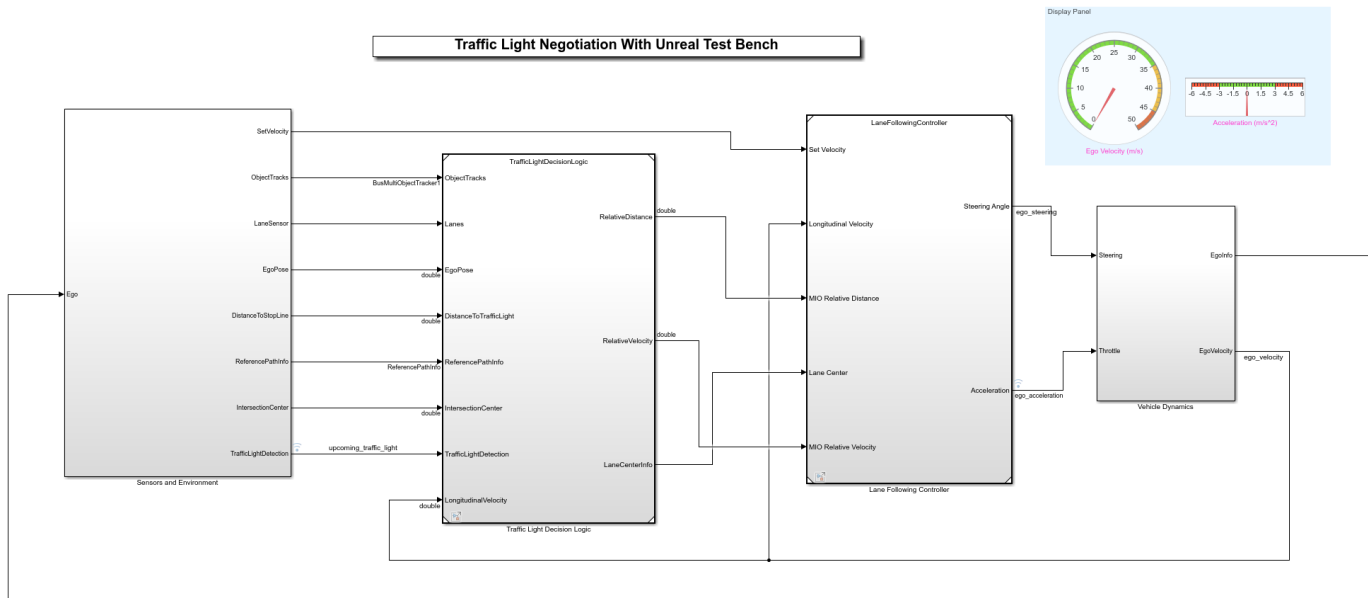 Traffic Light Negotiation With Unreal Test Bench
Display Panel
0
5
10
15
20
25
30
35
40
45
50
Ego Velocity (m/s)
-6 -4.5 -3 -1.5 0 1.5 3 4.5 6
Acceleration (m/s^2)
Ego
SetVelocity
ObjectTracks
LaneSensor
EgoPose
DistanceToStopLine
ReferencePathInfo
IntersectionCenter
TrafficLightDetection
Sensors and Environment
BusMultiObjectTracker1
double
double
ReferencePathInfo
double
upcoming_traffic_light
double
TrafficLightDecisionLogic
ObjectTracks
Lanes
EgoPose
DistanceToTrafficLight
ReferencePathInfo
IntersectionCenter
TrafficLightDetection
LongitudinalVelocity
RelativeDistance
RelativeVelocity
LaneCenterInfo
Traffic Light Decision Logic
double
double
LaneFollowingController
Set Velocity
Longitudinal Velocity
MIO Relative Distance
Lane Center
MIO Relative Velocity
Steering Angle
Acceleration
Lane Following Controller
ego_steering
ego_acceleration
Steering
Throttle
EgoInfo
EgoVelocity
Vehicle Dynamics
ego_velocity